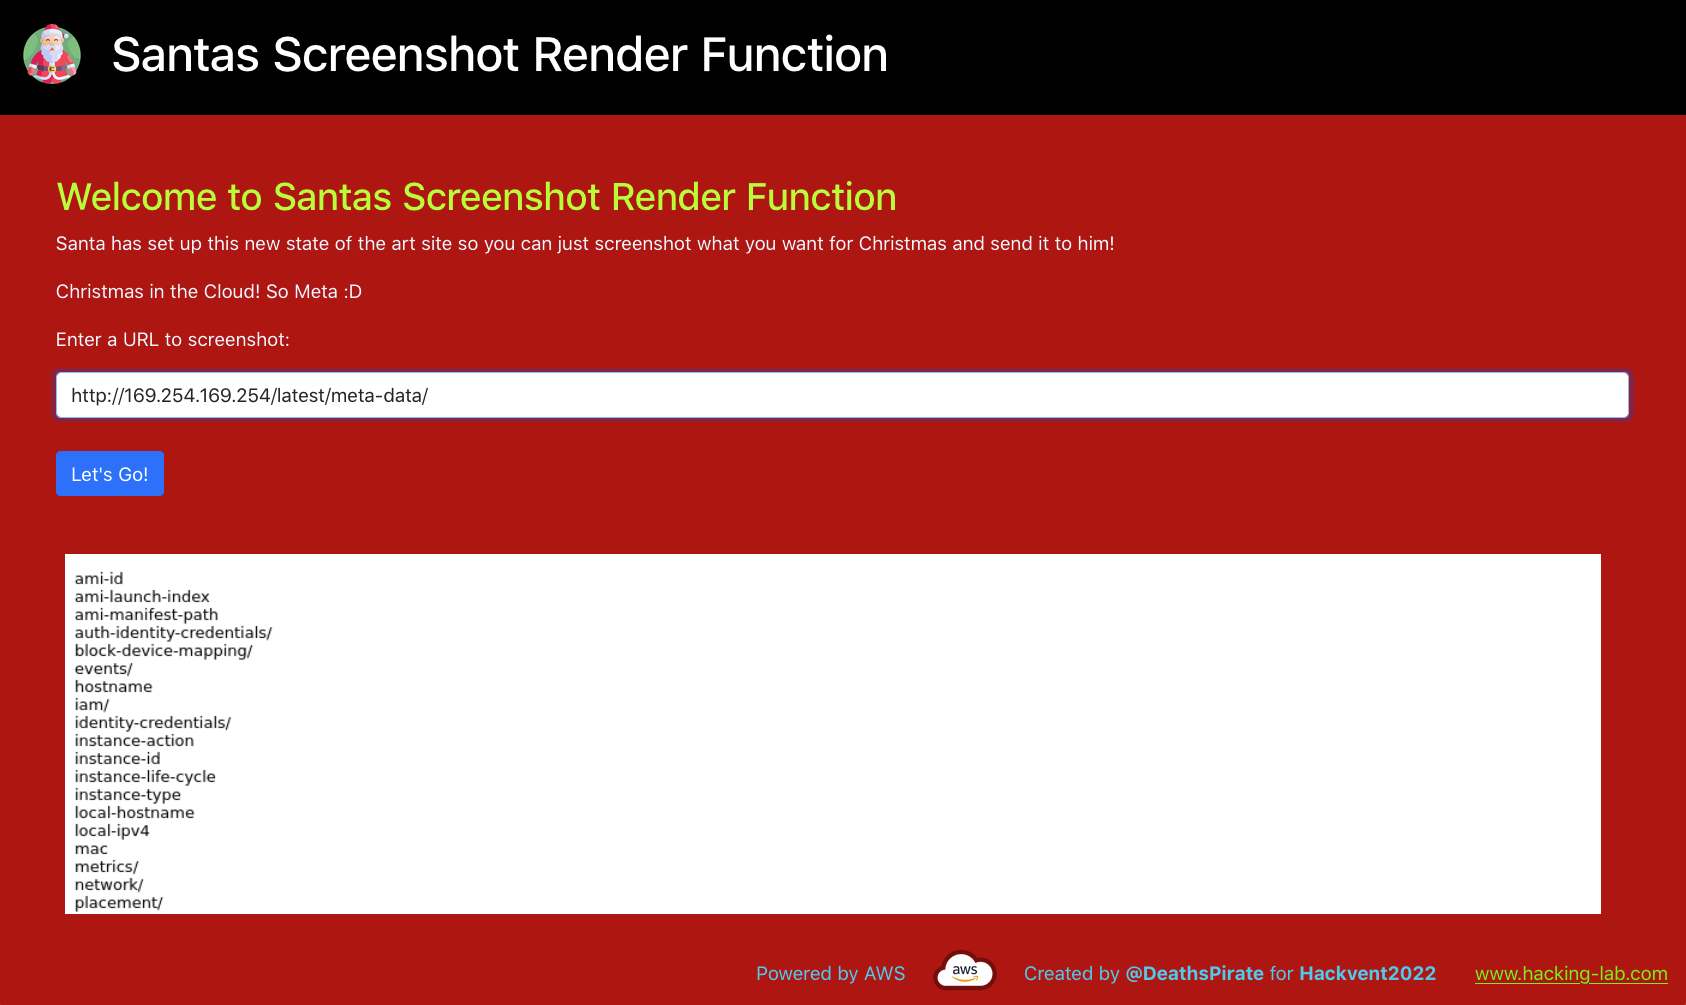 Santas Screenshot Render Function
Welcome to Santas Screenshot Render Function
Santa has set up this new state of the art site so you can just screenshot what you want for Christmas and send it to him!
Christmas in the Cloud! So Meta :D
Enter a URL to screenshot:
http://169.254.169.254/latest/meta-data/
Let's Go!
ami-id
ami-launch-index
ami-manifest-path
auth-identity-credentials/
block-device-mapping/
events/
hostname
iam/
identity-credentials/
instance-action
instance-id
instance-life-cycle
instance-type
local-hostname
local-ipv4
mac
metrics/
network/
placement/
Powered by AWS aws Created by @DeathsPirate for Hackvent2022 www.hacking-lab.com